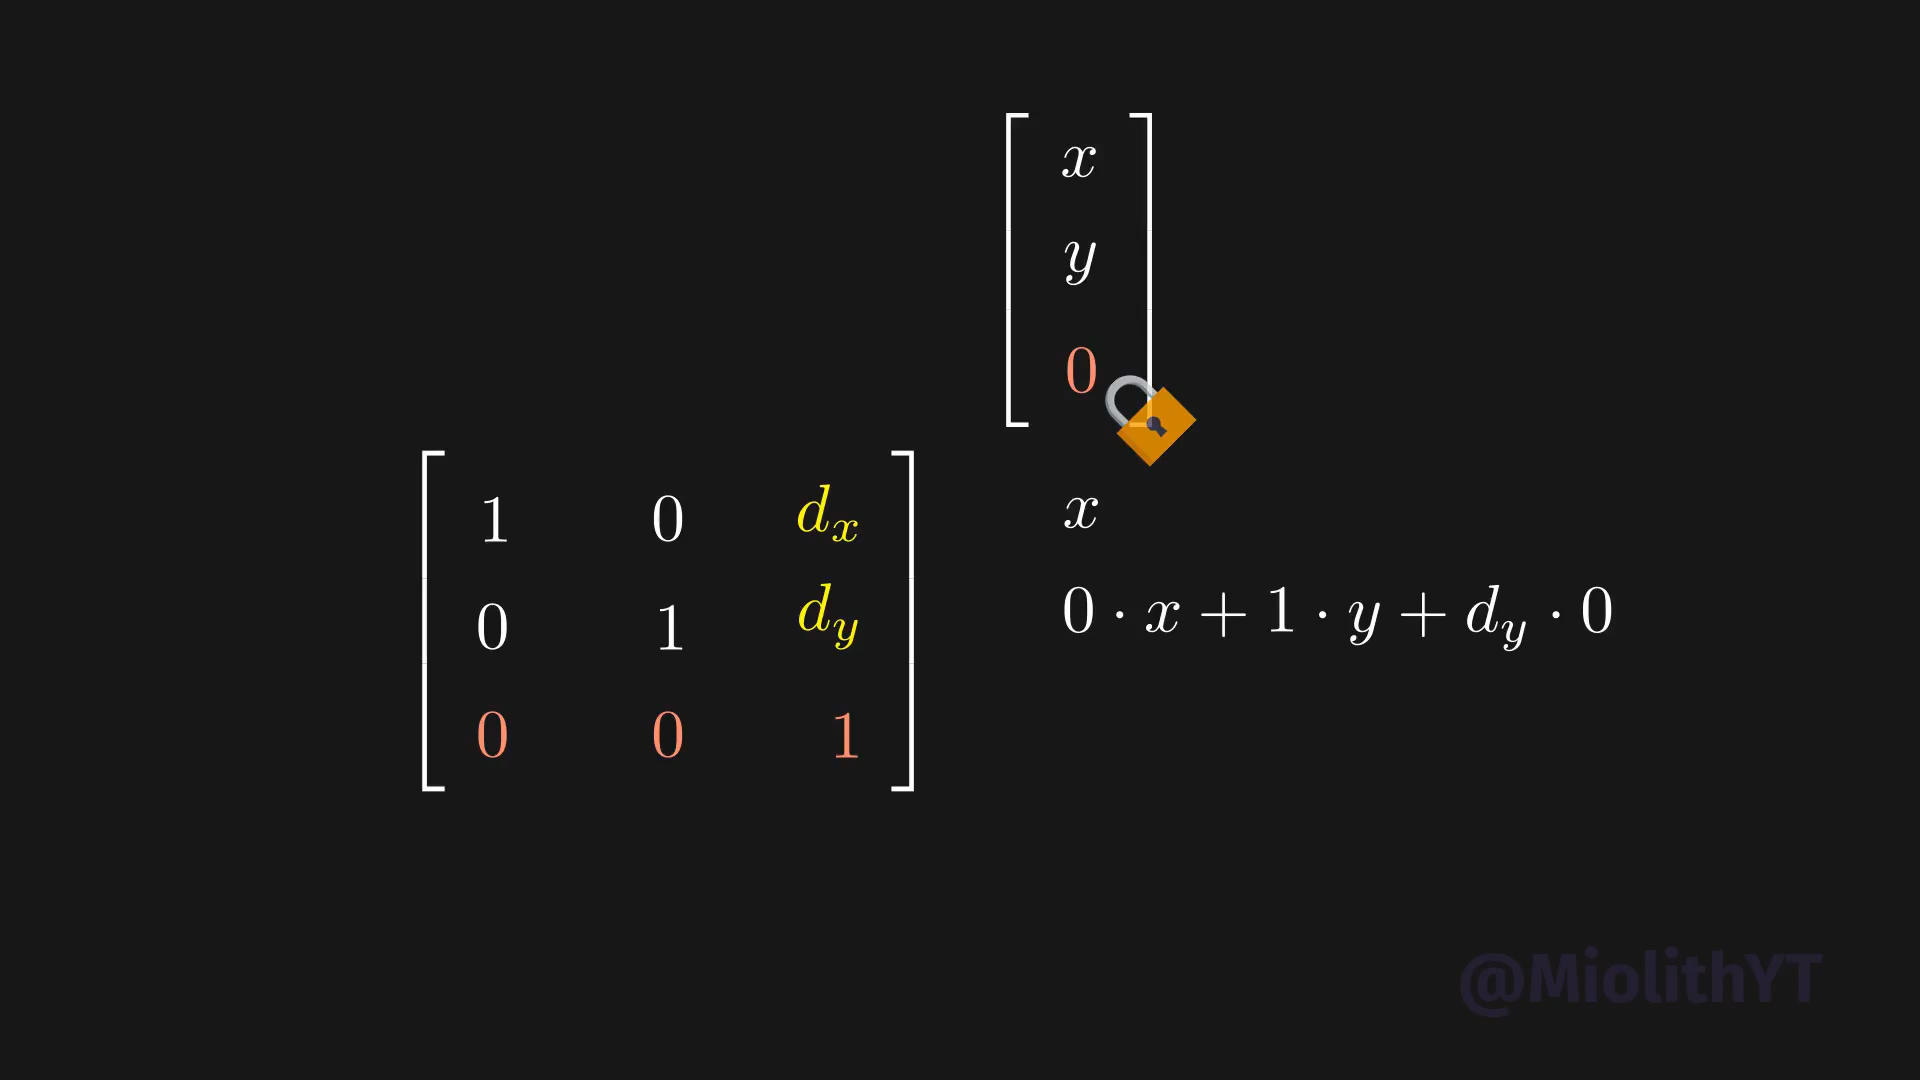 x
y
0
1 0 d_x
x
0 1 d_y
0 · x + 1 · y + d_y · 0
0 0 1
@MiolithYT